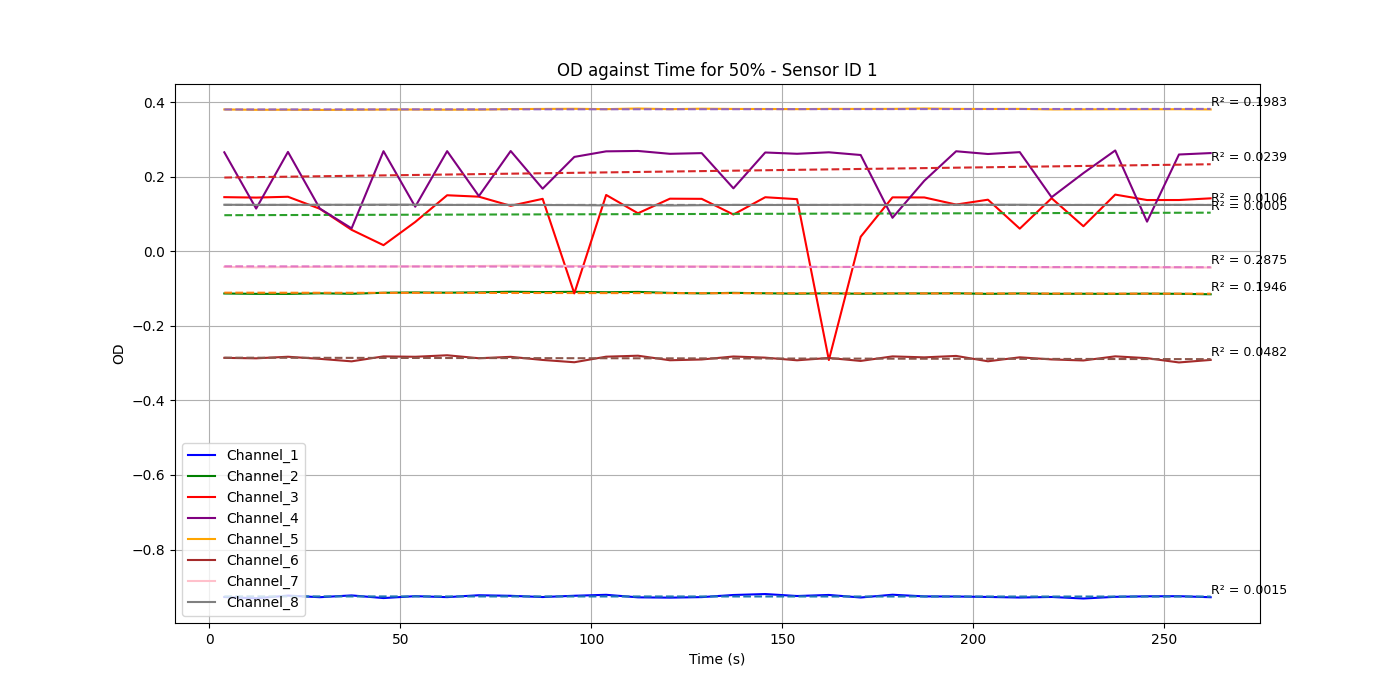 OD against Time for 50% - Sensor ID 1
0.4
0.2
0.0
−0.2
−0.4
−0.6
−0.8
OD
R² = 0.1983
R² = 0.0239
R² = 0.0106
R² = 0.0005
R² = 0.2875
R² = 0.1946
R² = 0.0482
R² = 0.0015
Channel_1
Channel_2
Channel_3
Channel_4
Channel_5
Channel_6
Channel_7
Channel_8
0 50 100 150 200 250
Time (s)